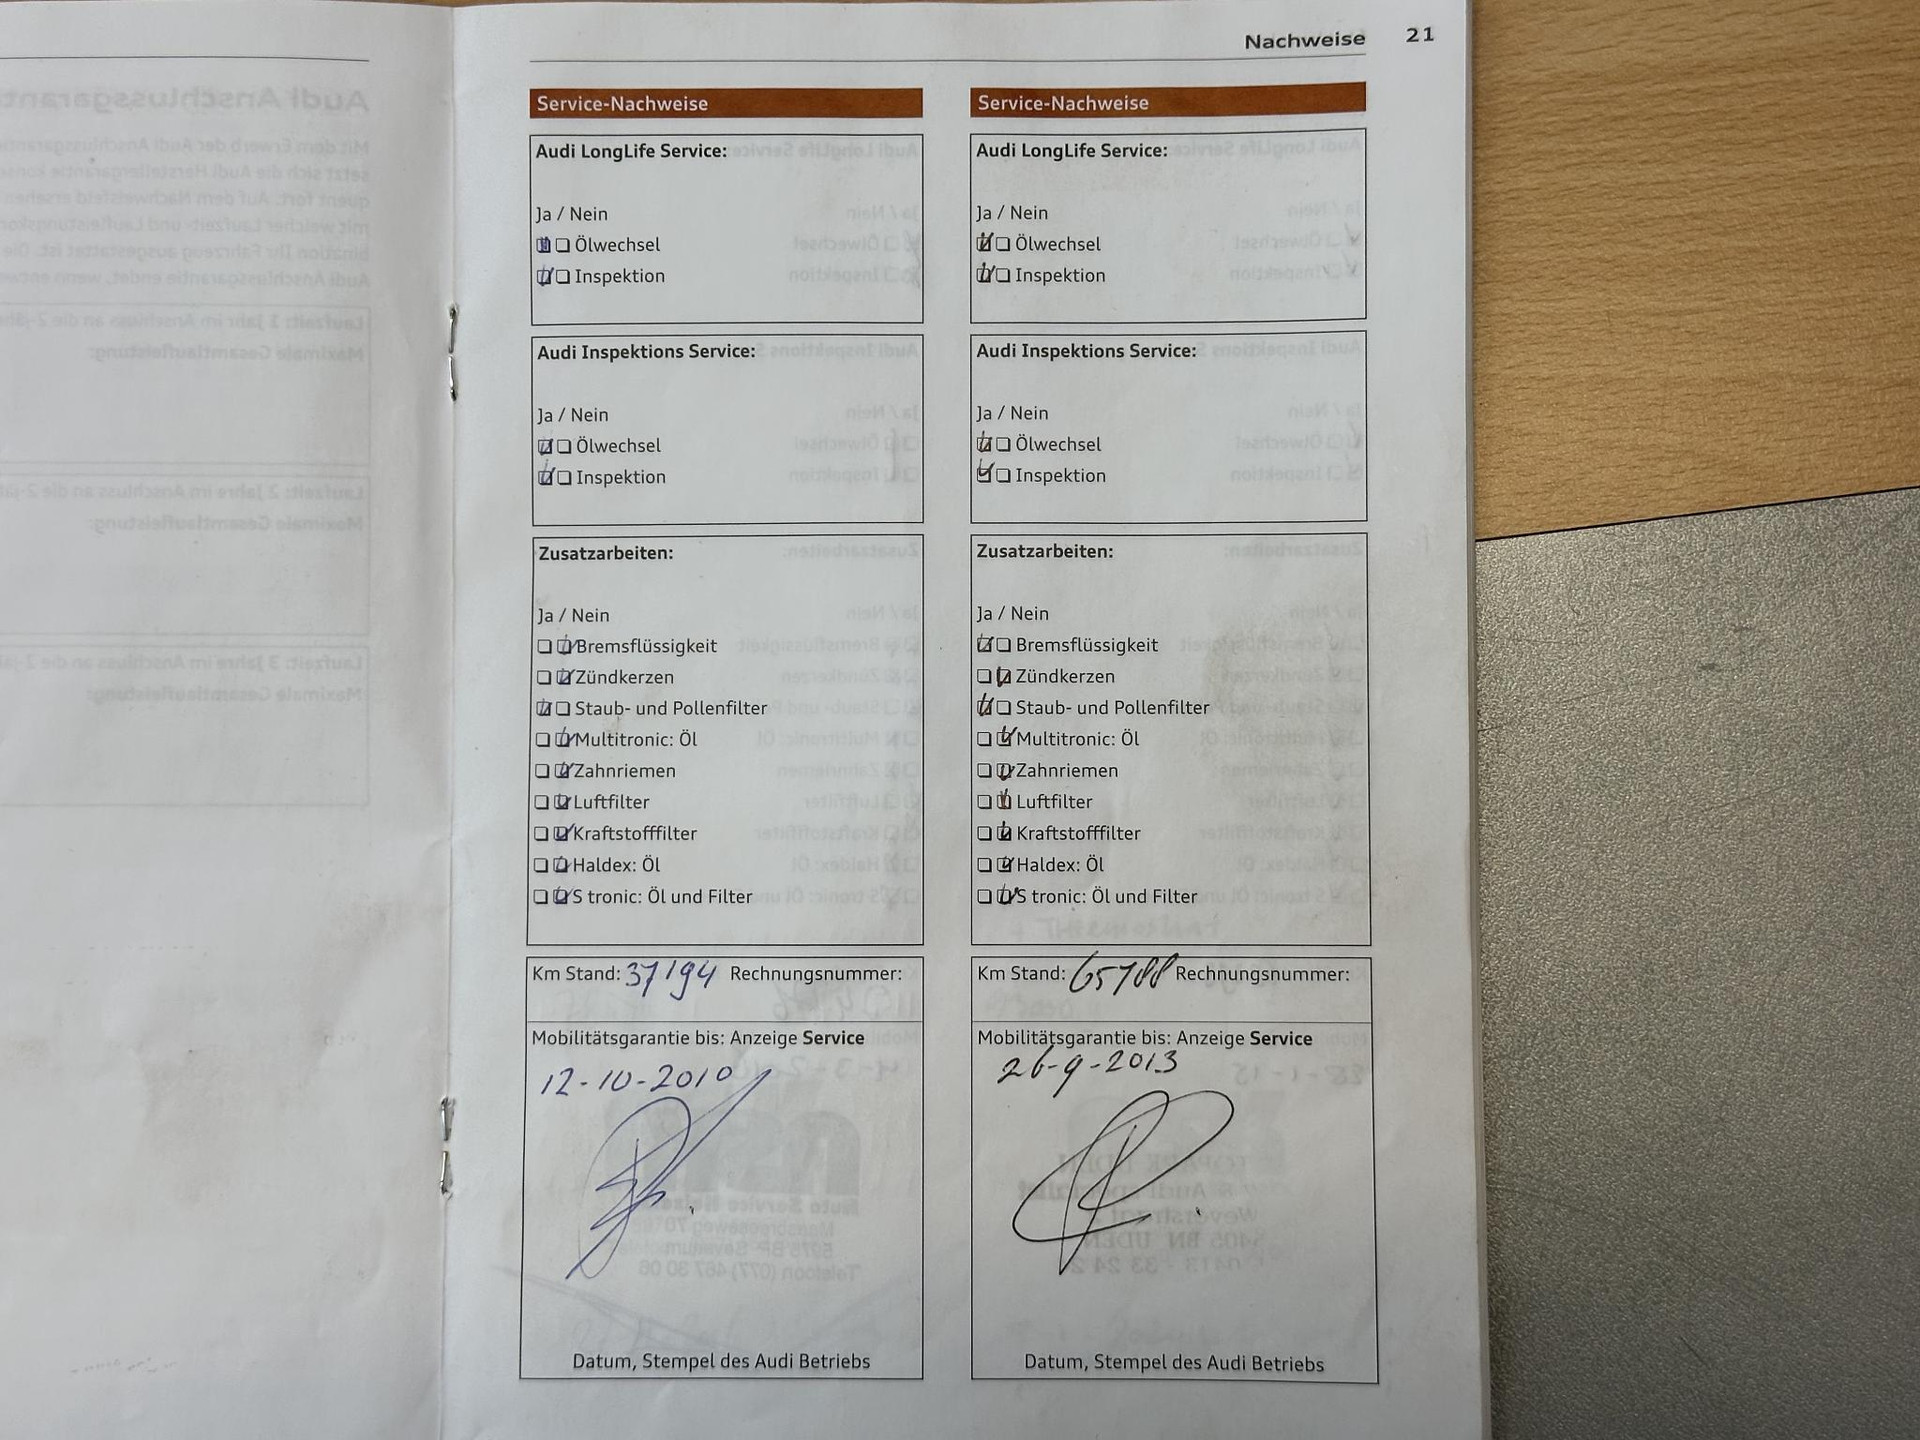 Nachweise 21
Service-Nachweise
Audi LongLife Service:
Ja / Nein
Ölwechsel
Inspektion
Audi Inspektions Service:
Ja / Nein
Ölwechsel
Inspektion
Zusatzarbeiten:
Ja / Nein
Bremsflüssigkeit
Zündkerzen
Staub- und Pollenfilter
Multitronic: Öl
Zahnriemen
Luftfilter
Kraftstofffilter
Haldex: Öl
S tronic: Öl und Filter
Km Stand: 37194 Rechnungsnummer:
Mobilitätsgarantie bis: Anzeige Service
12-10-2010
Datum, Stempel des Audi Betriebs
Service-Nachweise
Audi LongLife Service:
Ja / Nein
Ölwechsel
Inspektion
Audi Inspektions Service:
Ja / Nein
Ölwechsel
Inspektion
Zusatzarbeiten:
Ja / Nein
Bremsflüssigkeit
Zündkerzen
Staub- und Pollenfilter
Multitronic: Öl
Zahnriemen
Luftfilter
Kraftstofffilter
Haldex: Öl
S tronic: Öl und Filter
Km Stand: 65788 Rechnungsnummer:
Mobilitätsgarantie bis: Anzeige Service
26-9-2013
Datum, Stempel des Audi Betriebs